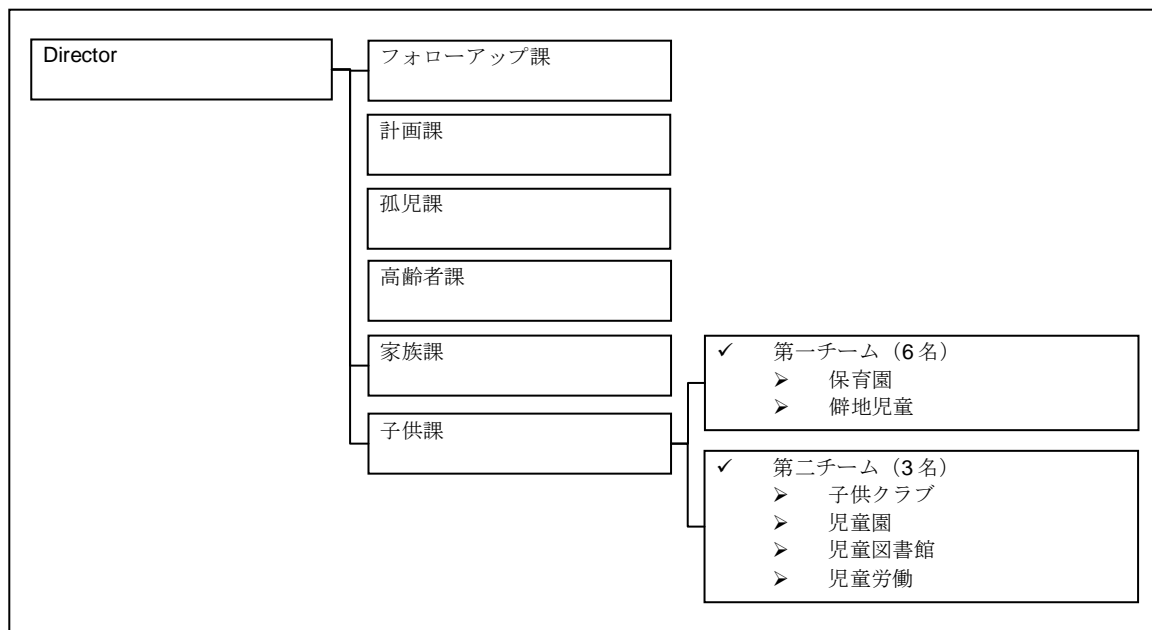 Director
フォローアップ課
計画課
孤児課
高齢者課
家族課
子供課
✓ 第一チーム（6名）
➢ 保育園
➢ 僻地児童
✓ 第二チーム（3名）
➢ 子供クラブ
➢ 児童園
➢ 児童図書館
➢ 児童労働